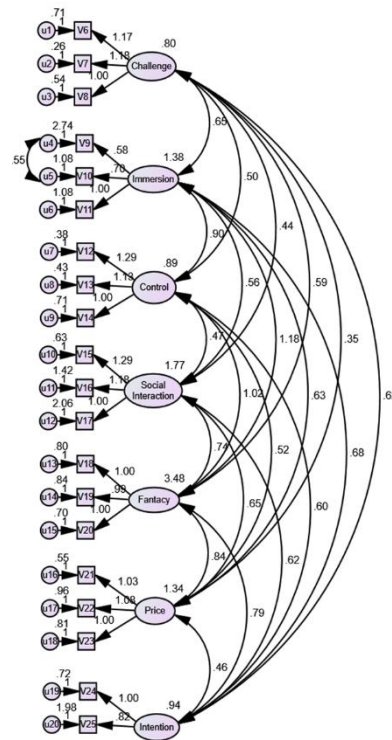 .71
u1 1 V6
.26
u2 1 V7
.54
u3 1 V8
1.17
1.18
1.00
.80
Challenge
2.74
u4 1 V9
1.08
u5 1 V10
1.08
u6 1 V11
.55
.58
.70
1.00
1.38
Immersion
.38
u7 1 V12
.43
u8 1 V13
.71
u9 1 V14
1.29
1.00
.89
Control
.63
u10 1 V15
1.42
u11 1 V16
2.06
u12 1 V17
1.29
1.18
1.00
1.77
Social
Interaction
.80
u13 1 V18
.84
u14 1 V19
.70
u15 1 V20
1.00
.99
1.00
3.48
Fantacy
.55
u16 1 V21
.96
u17 1 V22
.81
u18 1 V23
1.03
1.08
1.00
1.34
Price
.72
u19 1 V24
1.98
u20 1 V25
1.00
.82
.94
Intention
.65
.50
.44
.90
.56
.59
.35
.47
1.18
.63
.68
1.02
.52
.60
.74
.65
.62
.84
.79
.46